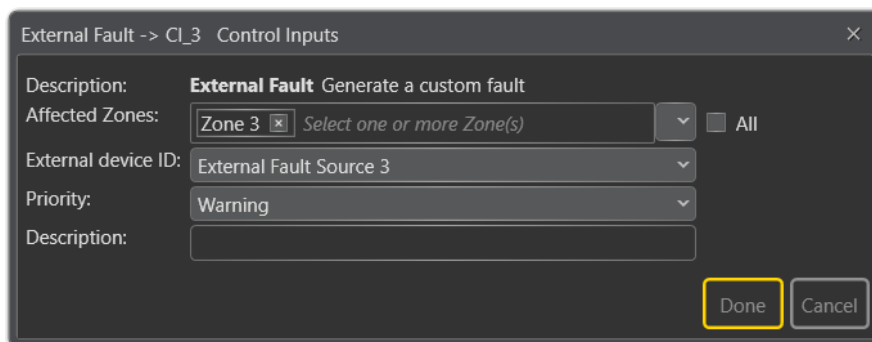 External Fault -> CI_3 Control Inputs
Description: External Fault Generate a custom fault
Affected Zones: Zone 3 Select one or more Zone(s) All
External device ID: External Fault Source 3
Priority: Warning
Description:
Done Cancel